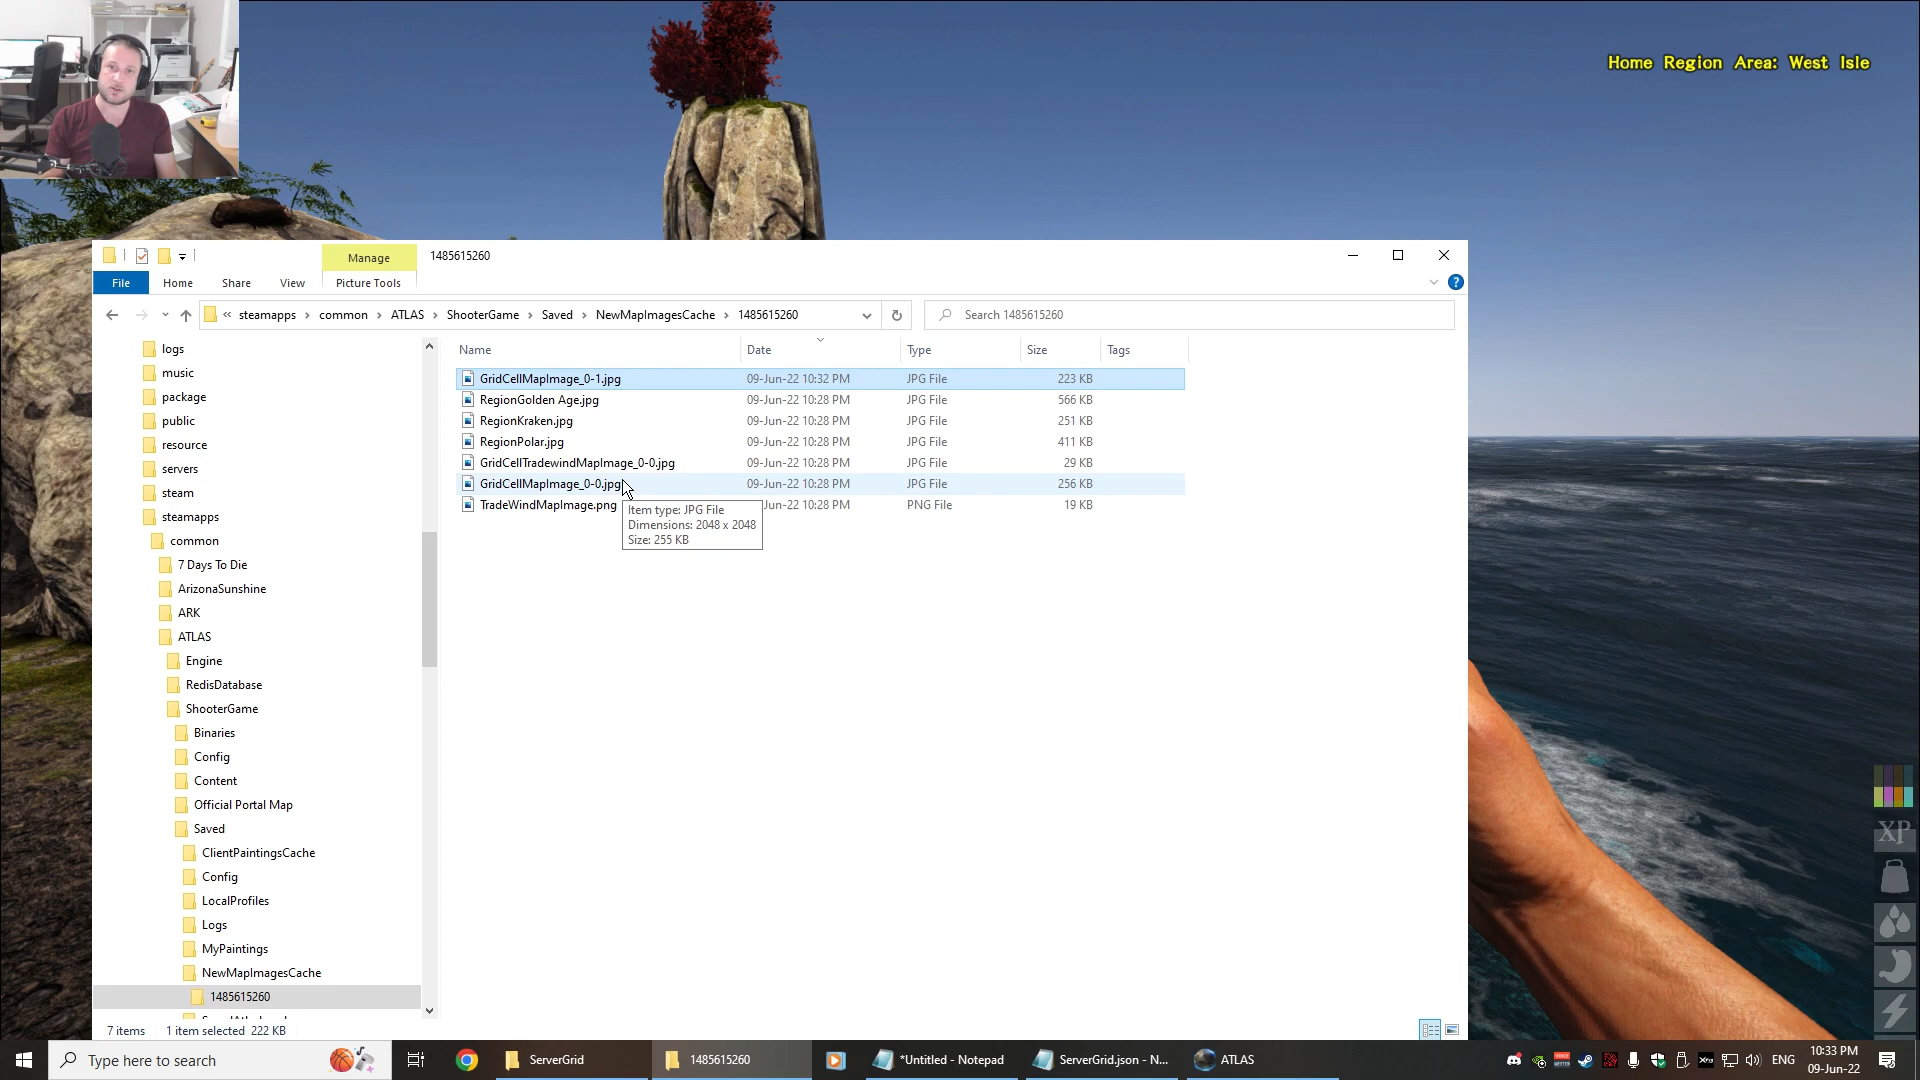 Home Region Area: West Isle
Manage
1485615260
File
Home
Share
View
Picture Tools
?
«
steamapps
common
ATLAS
ShooterGame
Saved
NewMapImagesCache
1485615260
Search 1485615260
logs
music
package
public
resource
servers
steam
steamapps
common
7 Days To Die
ArizonaSunshine
ARK
ATLAS
Engine
RedisDatabase
ShooterGame
Binaries
Config
Content
Official Portal Map
Saved
ClientPaintingsCache
Config
LocalProfiles
Logs
MyPaintings
NewMapImagesCache
1485615260
Name Date Type Size Tags
GridCellMapImage_0-1.jpg 09-Jun-22 10:32 PM JPG File 223 KB
RegionGolden Age.jpg 09-Jun-22 10:28 PM JPG File 566 KB
RegionKraken.jpg 09-Jun-22 10:28 PM JPG File 251 KB
RegionPolar.jpg 09-Jun-22 10:28 PM JPG File 411 KB
GridCellTradewindMapImage_0-0.jpg 09-Jun-22 10:28 PM JPG File 29 KB
GridCellMapImage_0-0.jpg 09-Jun-22 10:28 PM JPG File 256 KB
TradeWindMapImage.png -Jun-22 10:28 PM PNG File 19 KB
Item type: JPG File
Dimensions: 2048 x 2048
Size: 255 KB
7 items 1 item selected 222 KB
XP
Type here to search
ServerGrid
1485615260
*Untitled - Notepad
ServerGrid.json - N...
ATLAS
ENG
10:33 PM
09-Jun-22